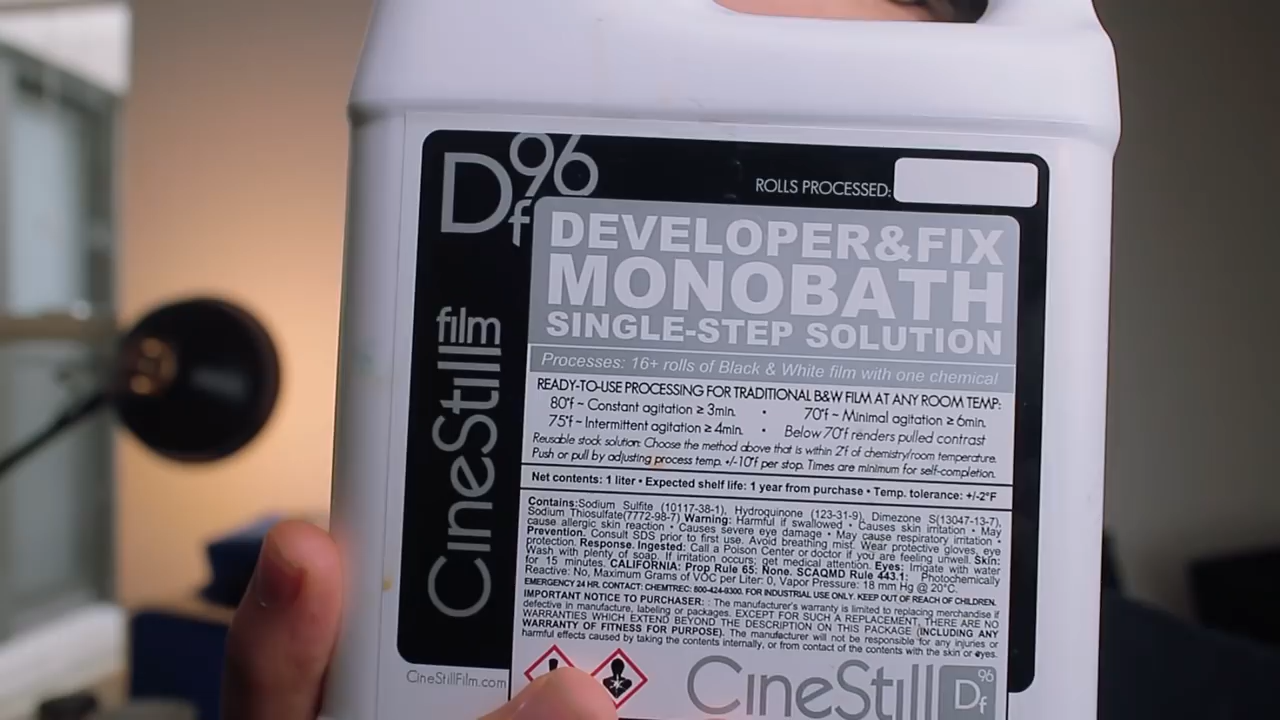 Df96
ROLLS PROCESSED:
DEVELOPER&FIX
MONOBATH
SINGLE-STEP SOLUTION
Processes: 16+ rolls of Black & White film with one chemical
READY-TO-USE PROCESSING FOR TRADITIONAL B&W FILM AT ANY ROOM TEMP:
80°f ~ Constant agitation ≥ 3min. • 70°f ~ Minimal agitation ≥ 6min.
75°f ~ Intermittent agitation ≥ 4min. • Below 70°f renders pulled contrast
Reusable stock solution: Choose the method above that is within 2°f of chemistry/room temperature.
Push or pull by adjusting process temp. +/-10°f per stop. Times are minimum for self-completion.
Net contents: 1 liter • Expected shelf life: 1 year from purchase • Temp. tolerance: +/-2°F
Contains:Sodium Sulfite (10117-38-1), Hydroquinone (123-31-9), Dimezone S(13047-13-7),
Sodium Thiosulfate(7772-98-7) Warning: Harmful if swallowed • Causes skin irritation • May
cause allergic skin reaction • Causes severe eye damage • May cause respiratory irritation •
Prevention. Consult SDS prior to first use. Avoid breathing mist. Wear protective gloves, eye
protection. Response. Ingested: Call a Poison Center or doctor if you are feeling unwell. Skin:
Wash with plenty of soap. If irritation occurs; get medical attention. Eyes: Irrigate with water
for 15 minutes. CALIFORNIA: Prop Rule 65: None. SCAQMD Rule 443.1: Photochemically
Reactive: No, Maximum Grams of VOC per Liter: 0, Vapor Pressure: 18 mm Hg @ 20°C.
EMERGENCY 24 HR. CONTACT: CHEMTREC: 800-424-9300. FOR INDUSTRIAL USE ONLY. KEEP OUT OF REACH OF CHILDREN.
IMPORTANT NOTICE TO PURCHASER: : The manufacturer's warranty is limited to replacing merchandise if
defective in manufacture, labeling or packages. EXCEPT FOR SUCH A REPLACEMENT, THERE ARE NO
WARRANTIES WHICH EXTEND BEYOND THE DESCRIPTION ON THIS PACKAGE (INCLUDING ANY
WARRANTY OF FITNESS FOR PURPOSE). The manufacturer will not be responsible for any injuries or
harmful effects caused by taking the contents internally, or from contact of the contents with the skin or eyes.
CineStill film
CineStillFilm.com
CineStill Df96